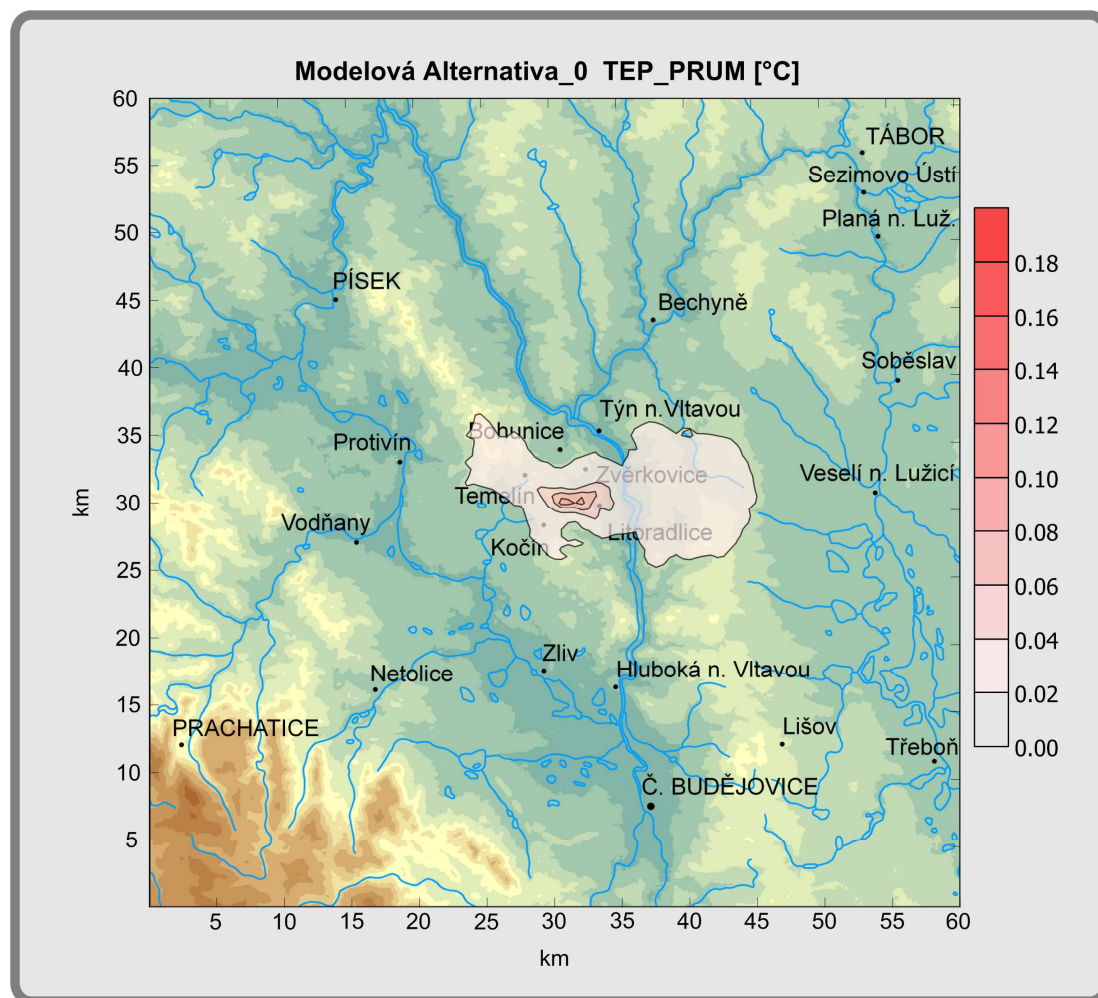 Modelová Alternativa_0 TEP_PRUM [°C]
60
55
50
45
40
35
30
25
20
15
10
5
km
TÁBOR
Sezimovo Ústí
Planá n. Luž.
PÍSEK
Bechyně
Soběslav
Týn n.Vltavou
Bohunice
Protivín
Zvěrkovice
Veselí n. Lužicí
Temelín
Vodňany
Litoradlice
Kočín
Zliv
Netolice
Hluboká n. Vltavou
PRACHATICE
Lišov
Třeboň
Č. BUDĚJOVICE
5 10 15 20 25 30 35 40 45 50 55 60
km
0.18
0.16
0.14
0.12
0.10
0.08
0.06
0.04
0.02
0.00